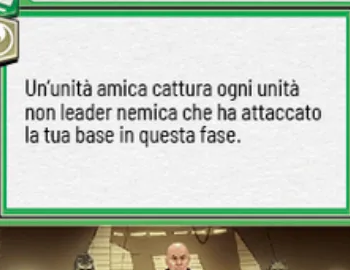 Un'unità amica cattura ogni unità
non leader nemica che ha attaccato
la tua base in questa fase.